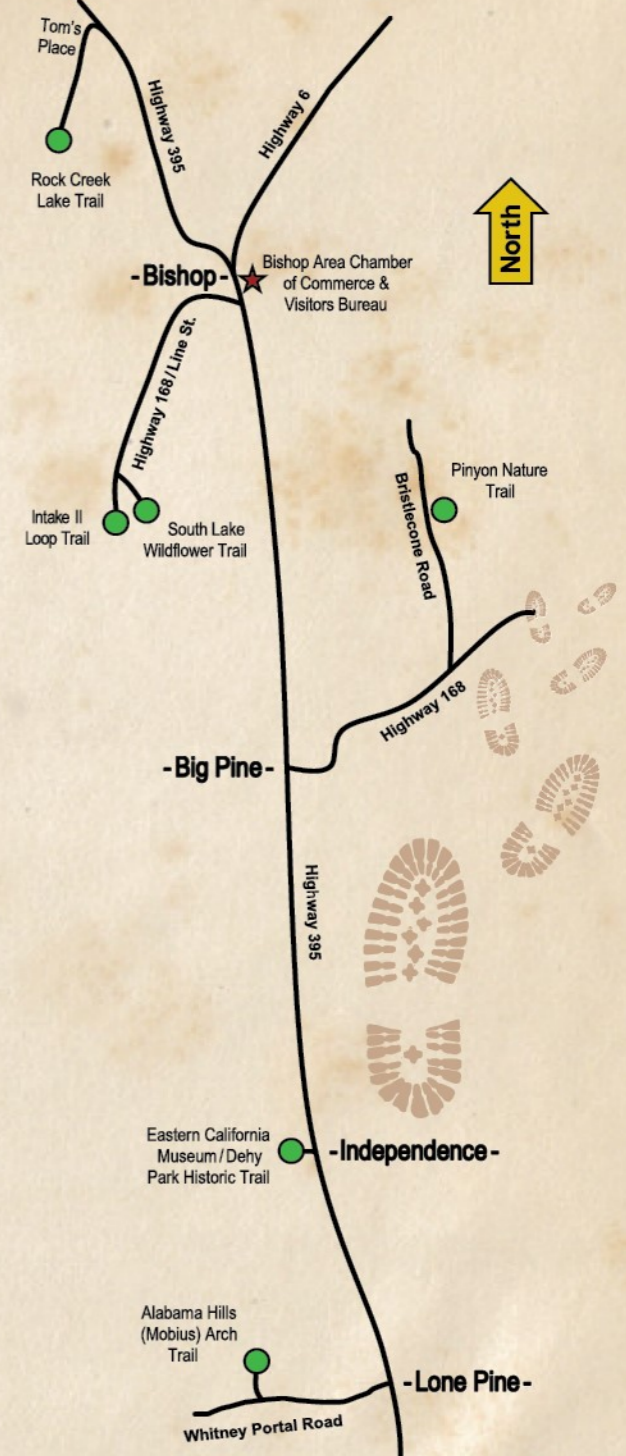 Tom's
Place
Highway 395
Highway 6
Rock Creek
Lake Trail
North
-Bishop-
Bishop Area Chamber
of Commerce &
Visitors Bureau
Highway 168/Line St.
Pinyon Nature
Trail
Bristlecone Road
Intake II
Loop Trail
South Lake
Wildflower Trail
Highway 168
-Big Pine-
Highway 395
Eastern California
Museum/Dehy
Park Historic Trail
-Independence-
Alabama Hills
(Mobius) Arch
Trail
-Lone Pine-
Whitney Portal Road